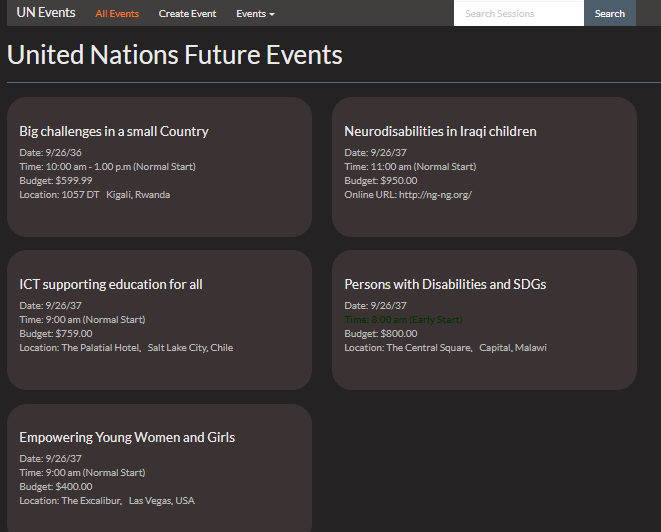 UN Events All Events Create Event Events Search Sessions Search
United Nations Future Events
Big challenges in a small Country
Date: 9/26/36
Time: 10:00 am - 1.00 p.m (Normal Start)
Budget: $599.99
Location: 1057 DT Kigali, Rwanda
Neurodisabilities in Iraqi children
Date: 9/26/37
Time: 11:00 am (Normal Start)
Budget: $950.00
Online URL: http://ng-ng.org/
ICT supporting education for all
Date: 9/26/37
Time: 9:00 am (Normal Start)
Budget: $759.00
Location: The Palatial Hotel, Salt Lake City, Chile
Persons with Disabilities and SDGs
Date: 9/26/37
Time: 8:00 am (Early Start)
Budget: $800.00
Location: The Central Square, Capital, Malawi
Empowering Young Women and Girls
Date: 9/26/37
Time: 9:00 am (Normal Start)
Budget: $400.00
Location: The Excalibur, Las Vegas, USA